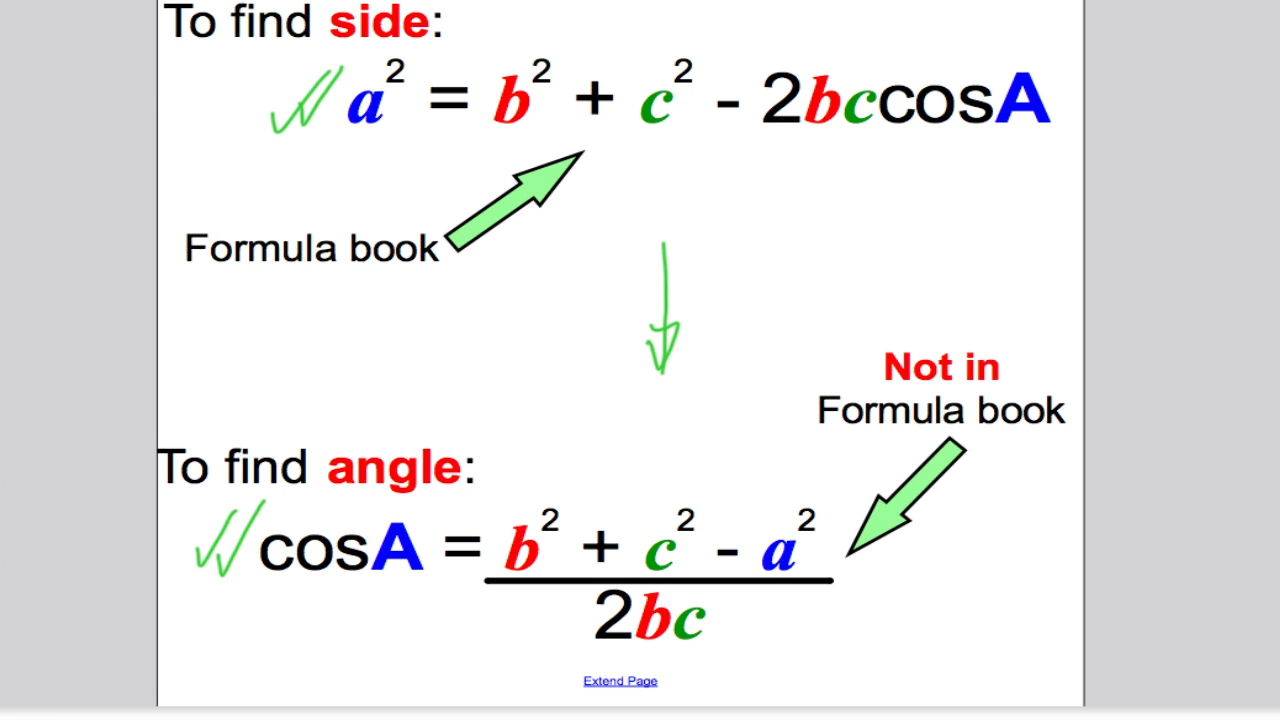 To find side:
a² = b² + c² - 2bccosA
Formula book
Not in
Formula book
To find angle:
cosA = b² + c² - a²
2bc
Extend Page